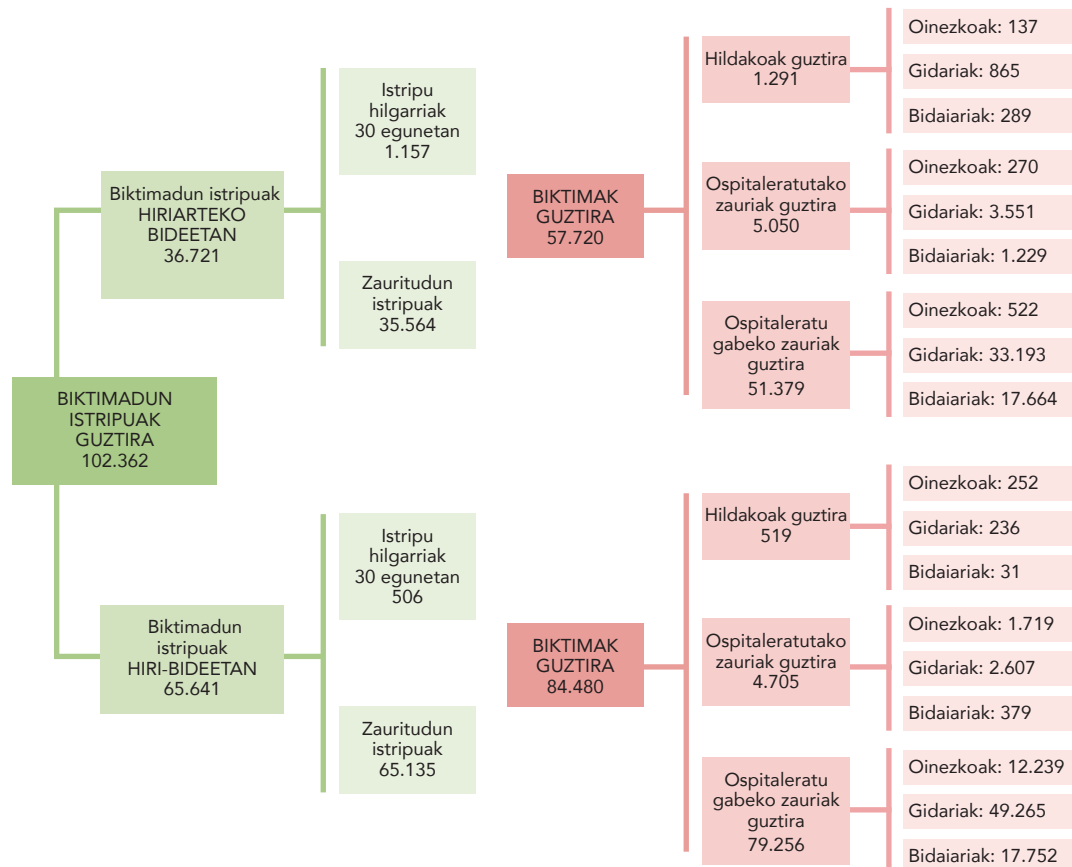 BIKTIMADUN
ISTRIPUAK
GUZTIRA
102.362
Biktimadun istripuak
HIRIARTEKO
BIDEETAN
36.721
Istripu
hilgarriak
30 egunetan
1.157
Zauritudun
istripuak
35.564
BIKTIMAK
GUZTIRA
57.720
Hildakoak guztira
1.291
Oinezkoak: 137
Gidariak: 865
Bidaiariak: 289
Ospitaleratutako
zauriak guztira
5.050
Oinezkoak: 270
Gidariak: 3.551
Bidaiariak: 1.229
Ospitaleratu
gabeko zauriak
guztira
51.379
Oinezkoak: 522
Gidariak: 33.193
Bidaiariak: 17.664
Biktimadun
istripuak
HIRI-BIDEETAN
65.641
Istripu
hilgarriak
30 egunetan
506
Zauritudun
istripuak
65.135
BIKTIMAK
GUZTIRA
84.480
Hildakoak guztira
519
Oinezkoak: 252
Gidariak: 236
Bidaiariak: 31
Ospitaleratutako
zauriak guztira
4.705
Oinezkoak: 1.719
Gidariak: 2.607
Bidaiariak: 379
Ospitaleratu
gabeko zauriak
guztira
79.256
Oinezkoak: 12.239
Gidariak: 49.265
Bidaiariak: 17.752